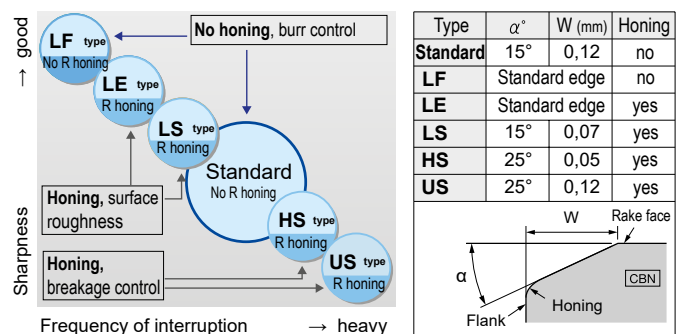 Sharpness → good
LF type
No R honing
LE type
R honing
LS type
R honing
Standard
No R honing
HS type
R honing
US type
R honing
No honing, burr control
Honing, surface
roughness
Honing,
breakage control
Frequency of interruption → heavy
Type α° W (mm) Honing
Standard 15° 0,12 no
LF Standard edge no
LE Standard edge yes
LS 15° 0,07 yes
HS 25° 0,05 yes
US 25° 0,12 yes
W Rake face
α
CBN
Honing
Flank